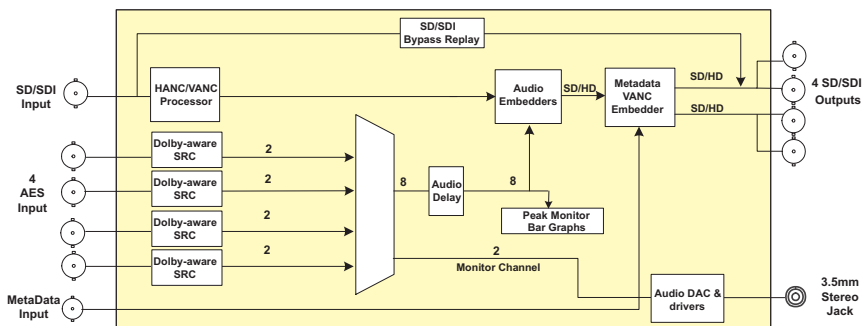 SD/SDI
Bypass Replay
SD/SDI
Input
HANC/VANC
Processor
Audio
Embedders
SD/HD
Metadata
VANC
Embedder
SD/HD
SD/HD
4 SD/SDI
Outputs
4
AES
Input
Dolby-aware
SRC
2
Dolby-aware
SRC
2
Dolby-aware
SRC
2
Dolby-aware
SRC
2
8
Audio
Delay
8
Peak Monitor
Bar Graphs
2
Monitor Channel
MetaData
Input
Audio DAC &
drivers
3.5mm
Stereo
Jack